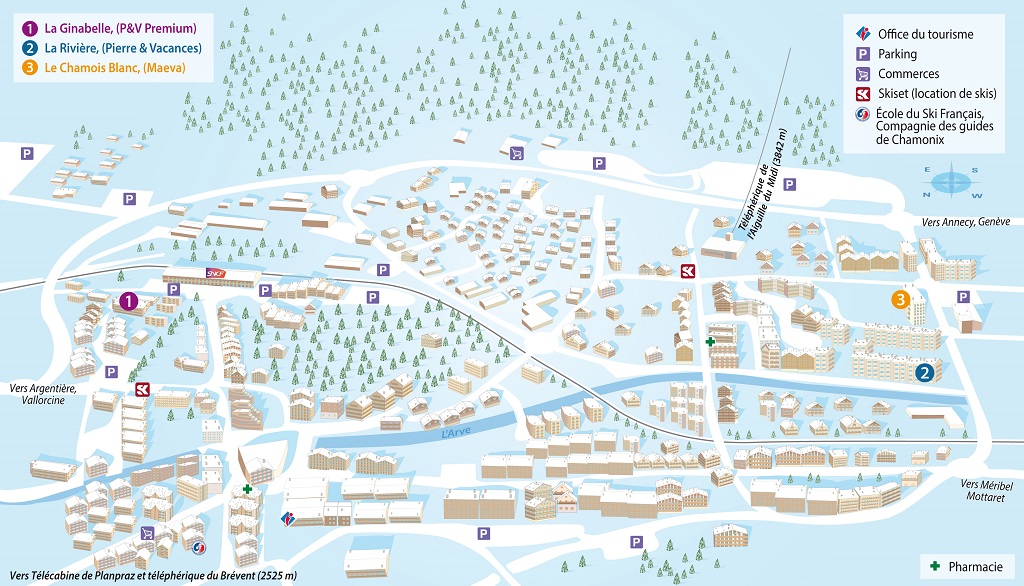 1 La Ginabelle, (P&V Premium)
2 La Rivière, (Pierre & Vacances)
3 Le Chamois Blanc, (Maeva)
Office du tourisme
P Parking
Commerces
Skiset (location de skis)
École du Ski Français,
Compagnie des guides
de Chamonix
P
P
P
P
Téléphérique de
l'Aiguille du Midi (3842 m)
E S
N W
Vers Annecy, Genève
SNCF
P
P
P
P
1
3
P
P
2
Vers Argentière,
Vallorcine
L'Arve
Vers Méribel
Mottaret
P
P
Vers Télécabine de Planpraz et téléphérique du Brévent (2525 m)
Pharmacie